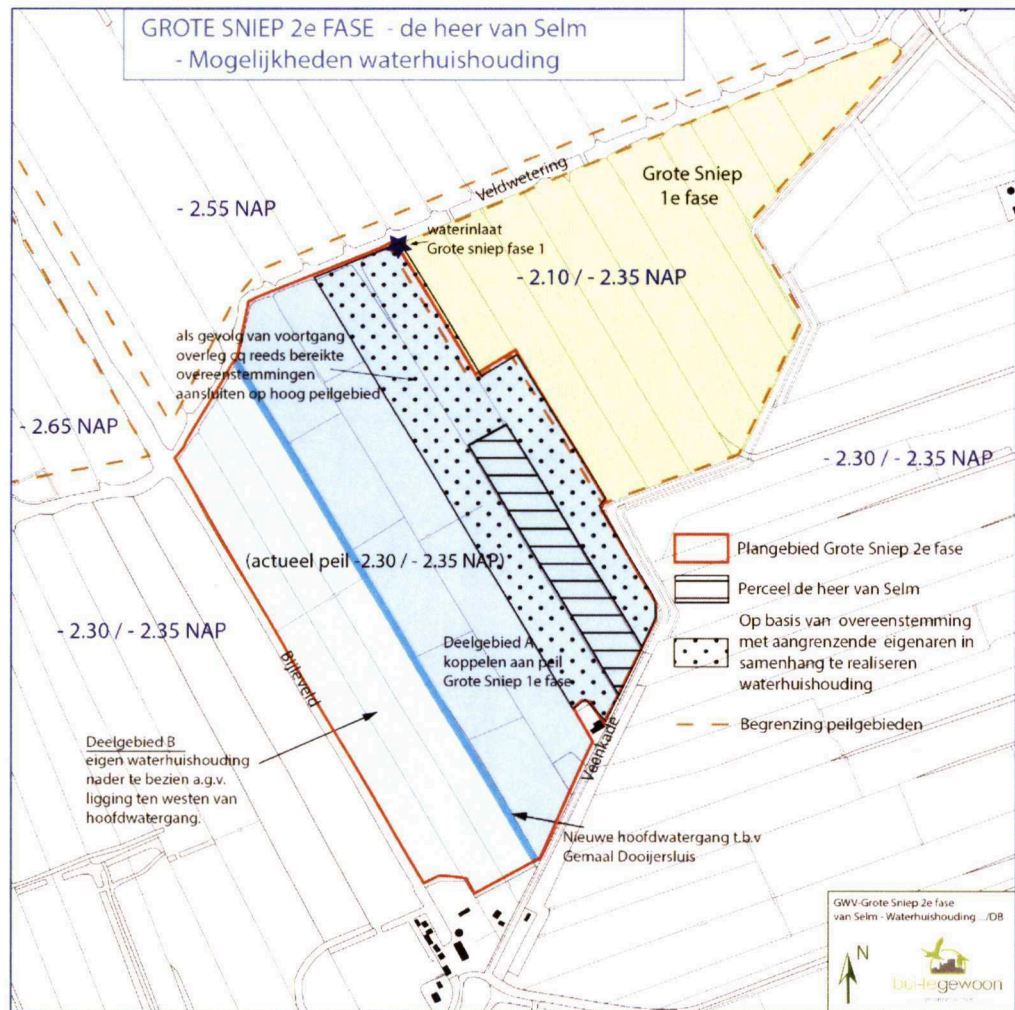 GROTE SNIEP 2e FASE - de heer van Selm
- Mogelijkheden waterhuishouding
Veldwetering
Grote Sniep
1e fase
- 2.55 NAP
waterinlaat
Grote sniep fase 1
- 2.10 / - 2.35 NAP
als gevolg van voortgang
overleg og reeds bereikte
overeenstemmingen
aansluiten op hoog peilgebied
- 2.65 NAP
- 2.30 / - 2.35 NAP
(actueel peil -2.30 / - 2.35 NAP)
Plangebied Grote Sniep 2e fase
Perceel de heer van Selm
Op basis van overeenstemming
met aangrenzende eigenaren in
samenhang te realiseren
waterhuishouding
Begrenzing peilgebieden
- 2.30 / - 2.35 NAP
Bijleveld
Deelgebied A
koppelen aan peil
Grote Sniep 1e fase
Veenkade
Deelgebied B
eigen waterhuishouding
nader te bezien a.g.v.
ligging ten westen van
hoofdwatergang.
Nieuwe hoofdwatergang t.b.v
Gemaal Dooijersluis
GWV-Grote Sniep 2e fase
van Selm - Waterhuishouding .../DB
N
gewoon